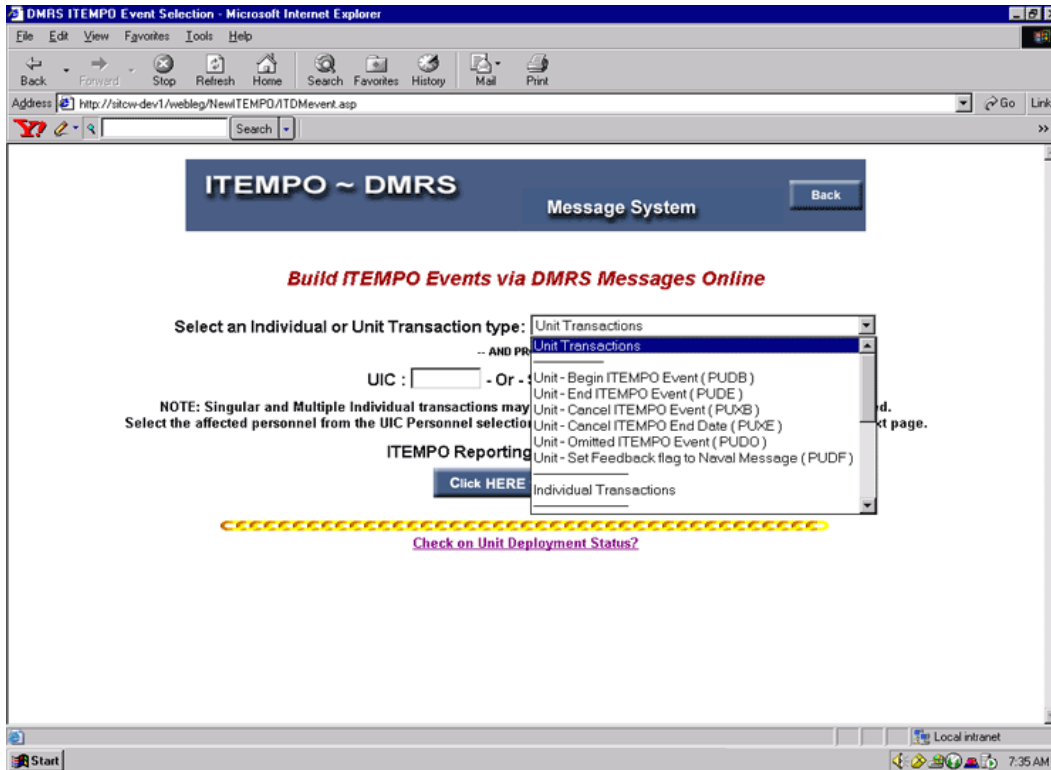 DMRS ITEMPO Event Selection - Microsoft Internet Explorer
File Edit View Favorites Tools Help
Back Forward Stop Refresh Home Search Favorites History Mail Print
Address http://sitcw-dev1/webleg/NewITEMPO/ITDMevent.asp Go Link
Y! Search »
ITEMPO ~ DMRS
Message System
Back
Build ITEMPO Events via DMRS Messages Online
Select an Individual or Unit Transaction type: Unit Transactions
Unit Transactions
-- AND
UIC : - Or -
Unit - Begin ITEMPO Event ( PUDB )
Unit - End ITEMPO Event ( PUDE )
Unit - Cancel ITEMPO Event ( PUXB )
Unit - Cancel ITEMPO End Date ( PUXE )
Unit - Omitted ITEMPO Event ( PUDO )
Unit - Set Feedback flag to Naval Message ( PUDF )
Individual Transactions
NOTE: Singular and Multiple Individual transactions may
Select the affected personnel from the UIC Personnel page.
ITEMPO Reporting
Click HERE
Check on Unit Deployment Status?
Local intranet
Start 7:35 AM